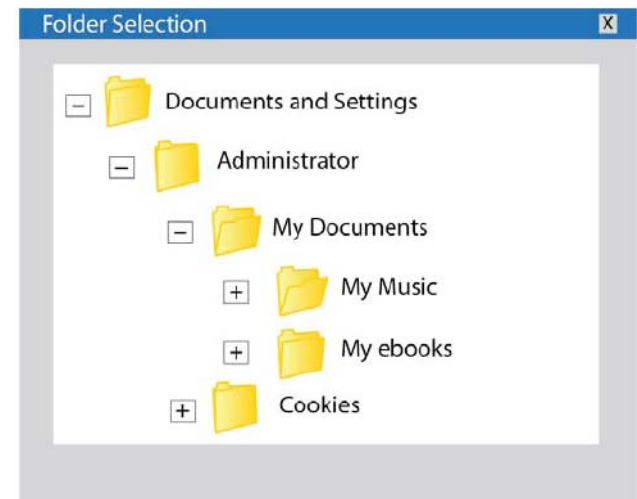 Folder Selection X
Documents and Settings
Administrator
My Documents
My Music
My ebooks
Cookies